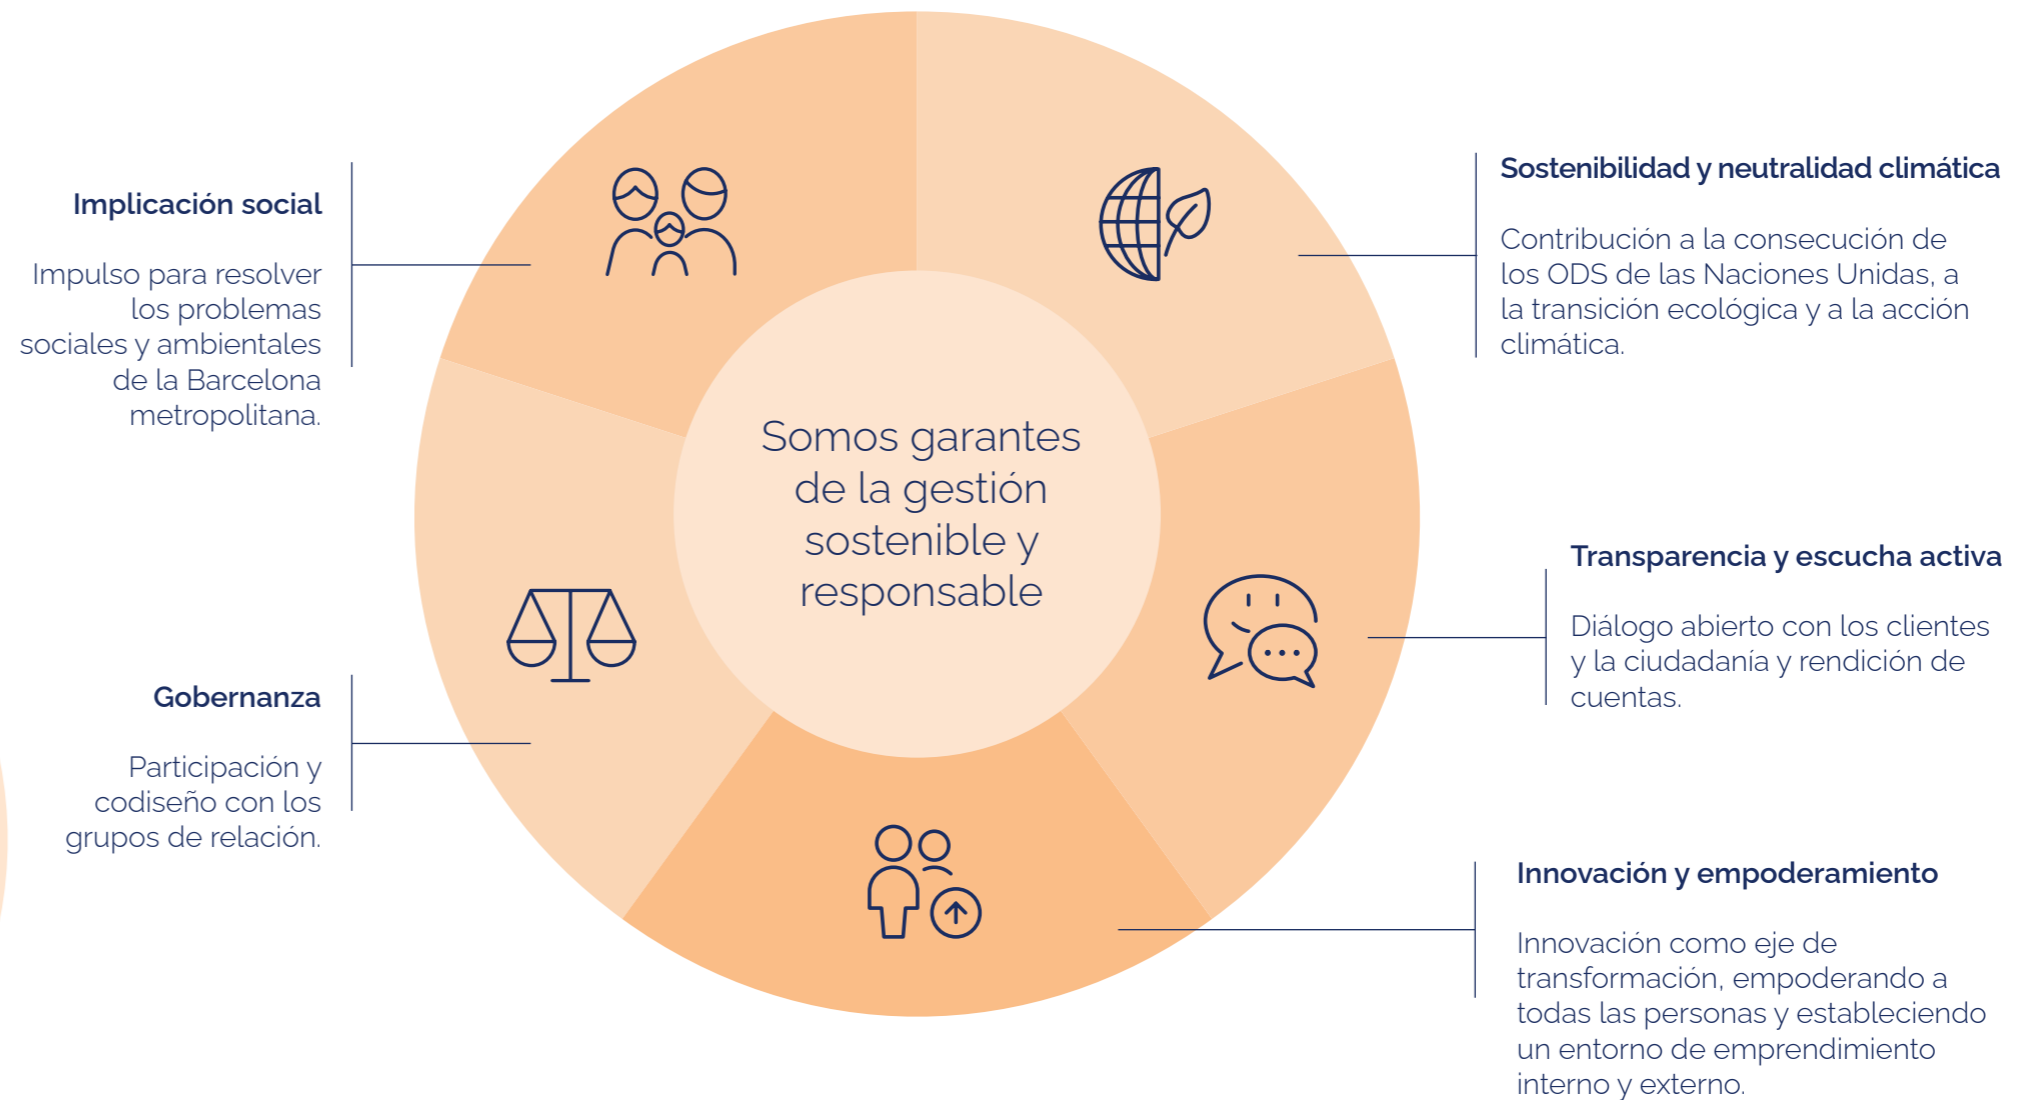 Implicación social
Impulso para resolver
los problemas
sociales y ambientales
de la Barcelona
metropolitana.
Gobernanza
Participación y
codiseño con los
grupos de relación.
Somos garantes
de la gestión
sostenible y
responsable
Sostenibilidad y neutralidad climática
Contribución a la consecución de
los ODS de las Naciones Unidas, a
la transición ecológica y a la acción
climática.
Transparencia y escucha activa
Diálogo abierto con los clientes
y la ciudadanía y rendición de
cuentas.
Innovación y empoderamiento
Innovación como eje de
transformación, empoderando a
todas las personas y estableciendo
un entorno de emprendimiento
interno y externo.